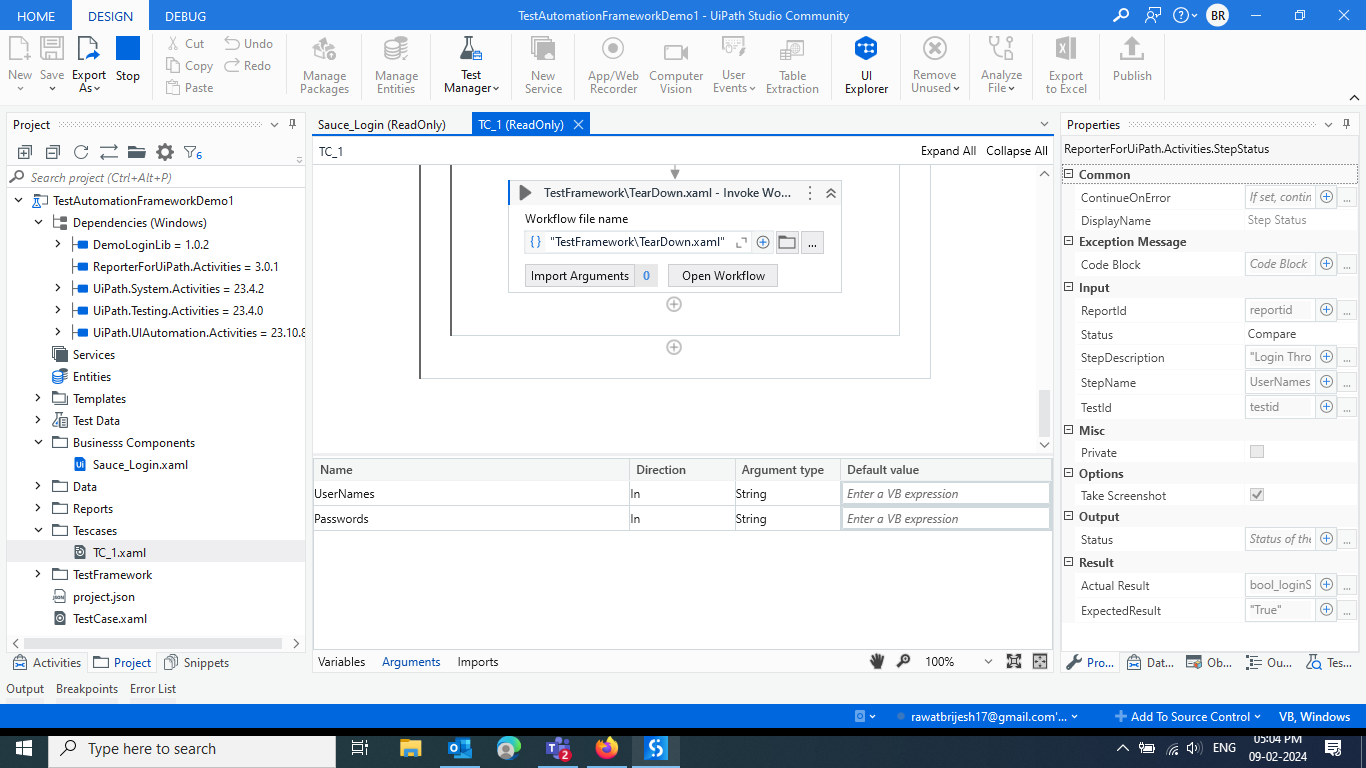 HOME
DESIGN
DEBUG
TestAutomationFrameworkDemo1 - UiPath Studio Community
BR
New
Save
Export As
Stop
Cut
Copy
Paste
Undo
Redo
Manage Packages
Manage Entities
Test Manager
New Service
App/Web Recorder
Computer Vision
User Events
Table Extraction
UI Explorer
Remove Unused
Analyze File
Export to Excel
Publish
Project
6
Search project (Ctrl+Alt+P)
TestAutomationFrameworkDemo1
Dependencies (Windows)
DemoLoginLib = 1.0.2
ReporterForUiPath.Activities = 3.0.1
UiPath.System.Activities = 23.4.2
UiPath.Testing.Activities = 23.4.0
UiPath.UIAutomation.Activities = 23.10.8
Services
Entities
Templates
Test Data
Businesss Components
Sauce_Login.xaml
Data
Reports
Tescases
TC_1.xaml
TestFramework
project.json
TestCase.xaml
Activities
Project
Snippets
Sauce_Login (ReadOnly)
TC_1 (ReadOnly)
TC_1
Expand All
Collapse All
TestFramework\TearDown.xaml - Invoke Wo...
Workflow file name
"TestFramework\TearDown.xaml"
...
Import Arguments 0
Open Workflow
Name Direction Argument type Default value
UserNames In String Enter a VB expression
Passwords In String Enter a VB expression
Variables
Arguments
Imports
100%
Properties
ReporterForUiPath.Activities.StepStatus
Common
ContinueOnError If set, contin ...
DisplayName Step Status
Exception Message
Code Block Code Block ...
Input
ReportId reportid ...
Status Compare
StepDescription "Login Thro ...
StepName UserNames ...
TestId testid ...
Misc
Private
Options
Take Screenshot
Output
Status Status of the ...
Result
Actual Result bool_loginS ...
ExpectedResult "True" ...
Pro...
Dat...
Ob...
Ou...
Tes...
Output
Breakpoints
Error List
rawatbrijesh17@gmail.com'...
Add To Source Control
VB, Windows
Type here to search
2
ENG
05:04 PM
09-02-2024